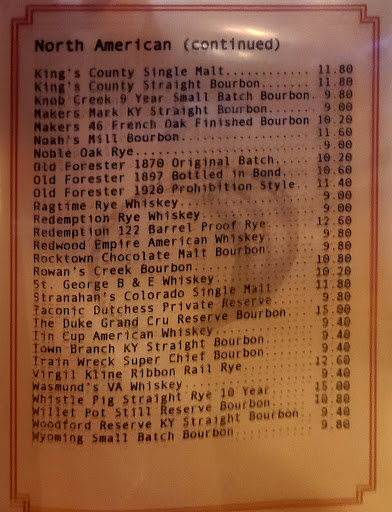 North American (continued)
King's County Single Malt............ 11.80
King's County Straight Bourbon....... 11.80
Knob Creek 9 Year Small Batch Bourbon. 9.80
Makers Mark KY Straight Bourbon....... 9.00
Makers 46 French Oak Finished Bourbon 10.20
Noah's Mill Bourbon.................. 11.60
Noble Oak Rye......................... 9.00
Old Forester 1870 Original Batch..... 10.20
Old Forester 1897 Bottled in Bond.... 10.60
Old Forester 1920 Prohibition Style.. 11.40
Ragtime Rye Whiskey................... 9.00
Redemption Rye Whiskey................ 9.00
Redemption 122 Barrel Proof Rye...... 12.60
Redwood Empire American Whiskey....... 9.80
Rocktown Chocolate Malt Bourbon....... 9.80
Rowan's Creek Bourbon................ 10.80
St. George B & E Whiskey............. 10.20
Stranahan's Colorado Single Malt..... 11.80
Taconic Dutchess Private Reserve...... 9.80
The Duke Grand Cru Reserve Bourbon... 15.00
Tin Cup American Whiskey.............. 9.40
Town Branch KY Straight Bourbon....... 9.40
Train Wreck Super Chief Bourbon....... 9.40
Virgil Kline Ribbon Rail Rye......... 13.60
Wasmund's VA Whiskey.................. 9.40
Whistle Pig Straight Rye 10 Year..... 15.00
Willet Pot Still Reserve Bourbon..... 10.80
Woodford Reserve KY Straight Bourbon.. 9.40
Wyoming Small Batch Bourbon........... 9.80